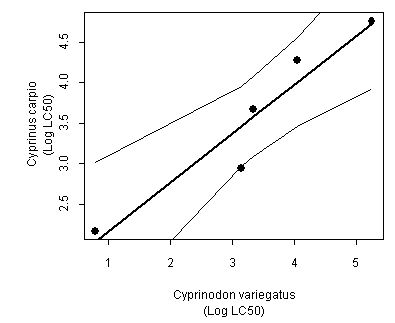 Cyprinus carpio
(Log LC50)
4.5
4.0
3.5
3.0
2.5
1 2 3 4 5
Cyprinodon variegatus
(Log LC50)